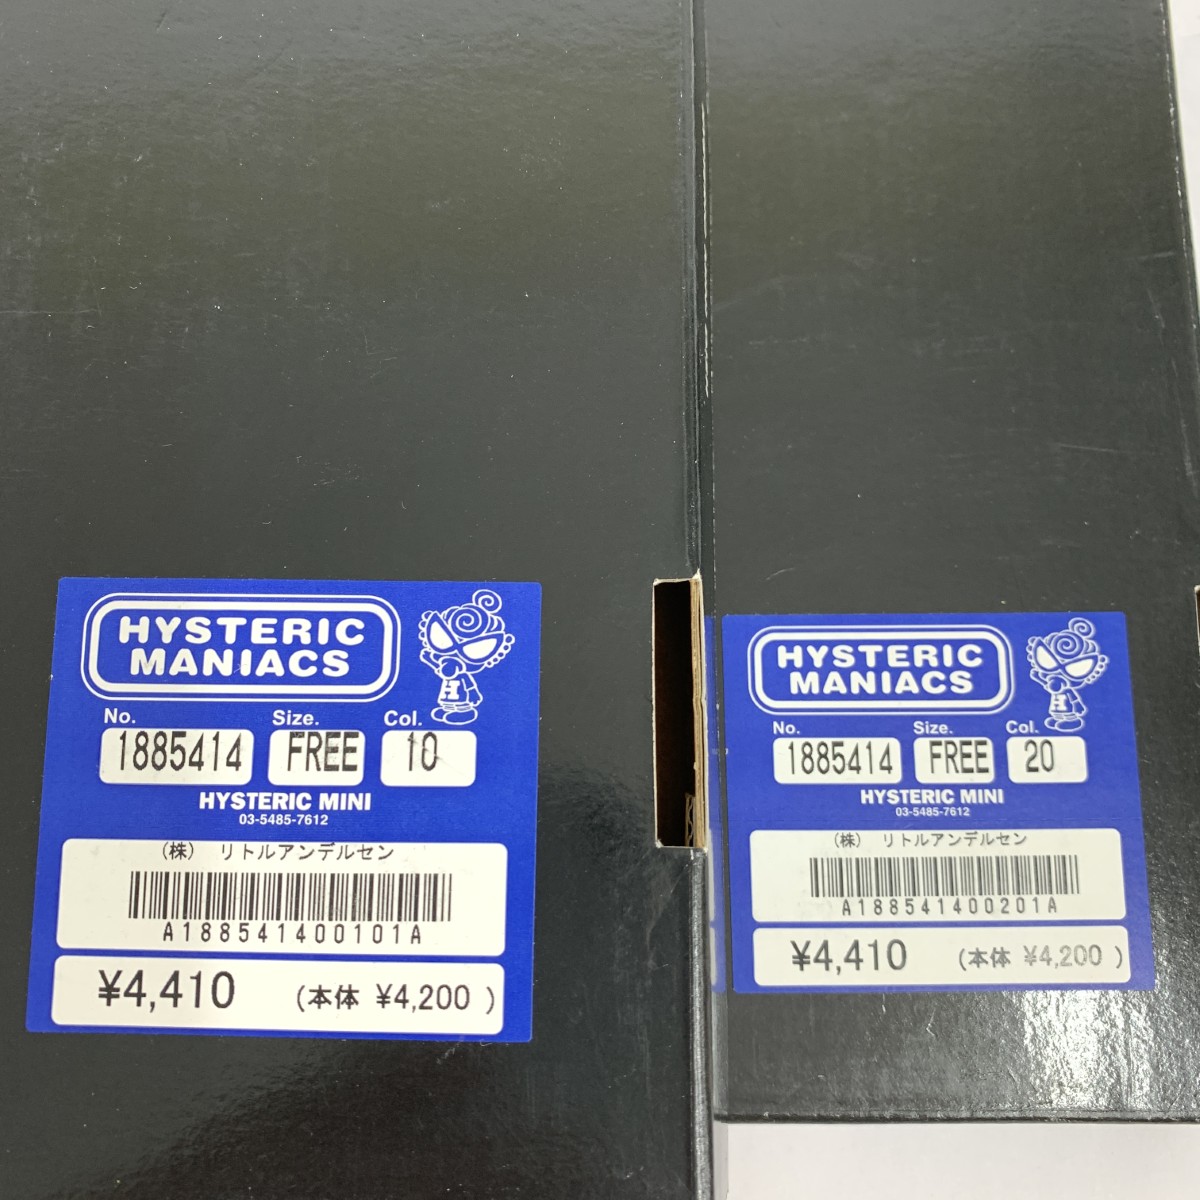 HYSTERIC
MANIACS
No. Size. Col.
1885414 FREE 10
HYSTERIC MINI
03-5485-7612
(株) リトルアンデルセン
A188541400101A
¥4,410 (本体 ¥4,200 )
HYSTERIC
MANIACS
No. Size. Col.
1885414 FREE 20
HYSTERIC MINI
03-5485-7612
(株) リトルアンデルセン
A188541400201A
¥4,410 (本体 ¥4,200 )